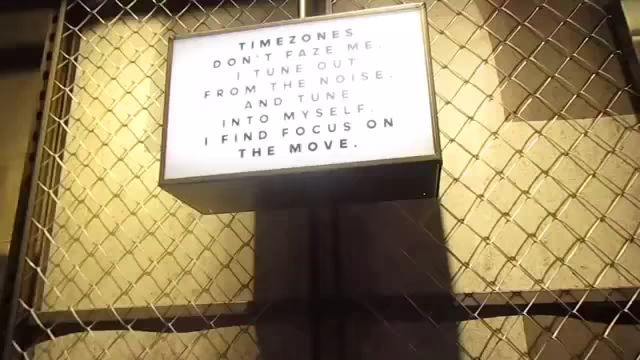 TIMEZONES
DON'T FAZE ME.
I TUNE OUT
FROM THE NOISE.
AND TUNE
INTO MYSELF.
I FIND FOCUS ON
THE MOVE.